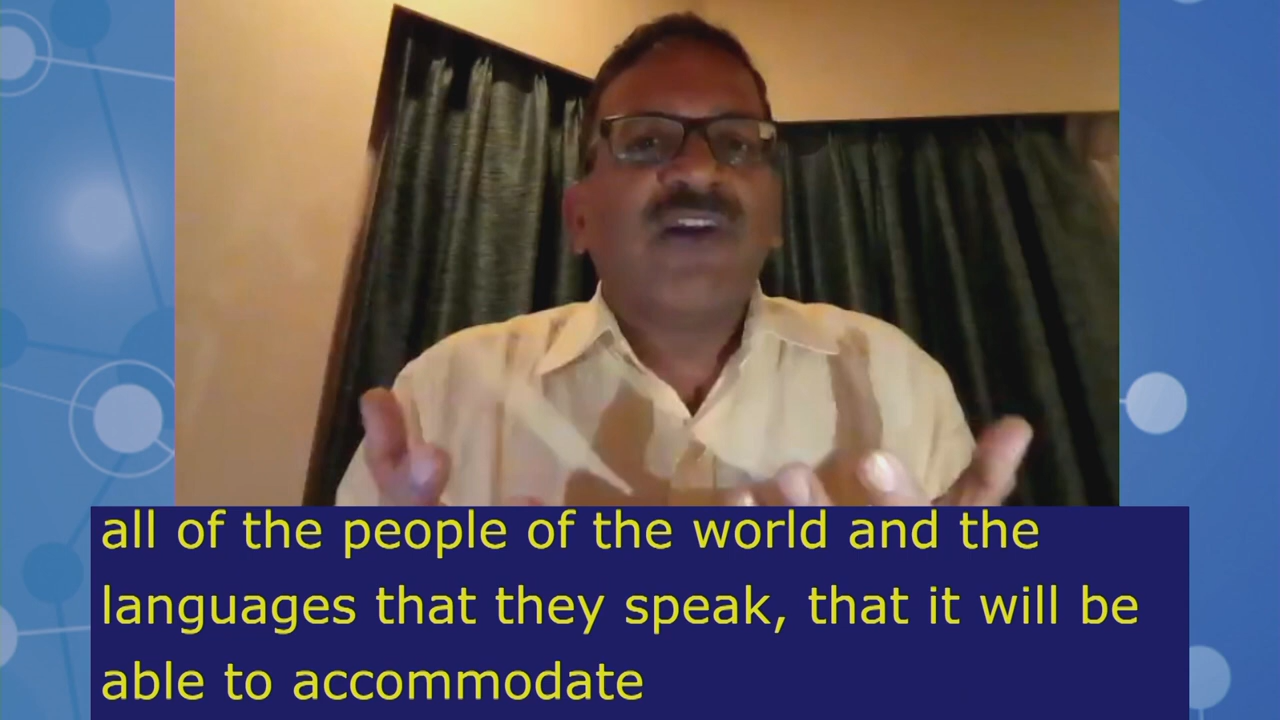 all of the people of the world and the
languages that they speak, that it will be
able to accommodate